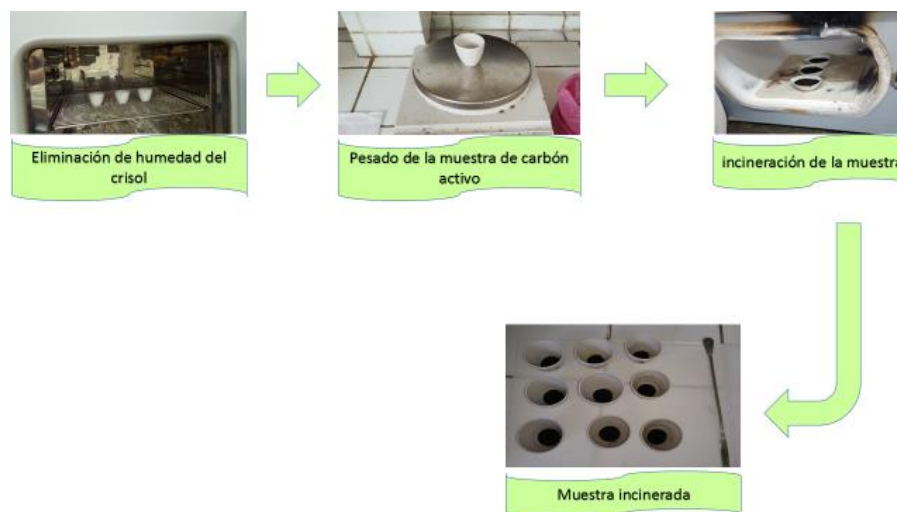 Eliminación de humedad del
crisol
Pesado de la muestra de carbón
activo
incineración de la muestra
Muestra incinerada